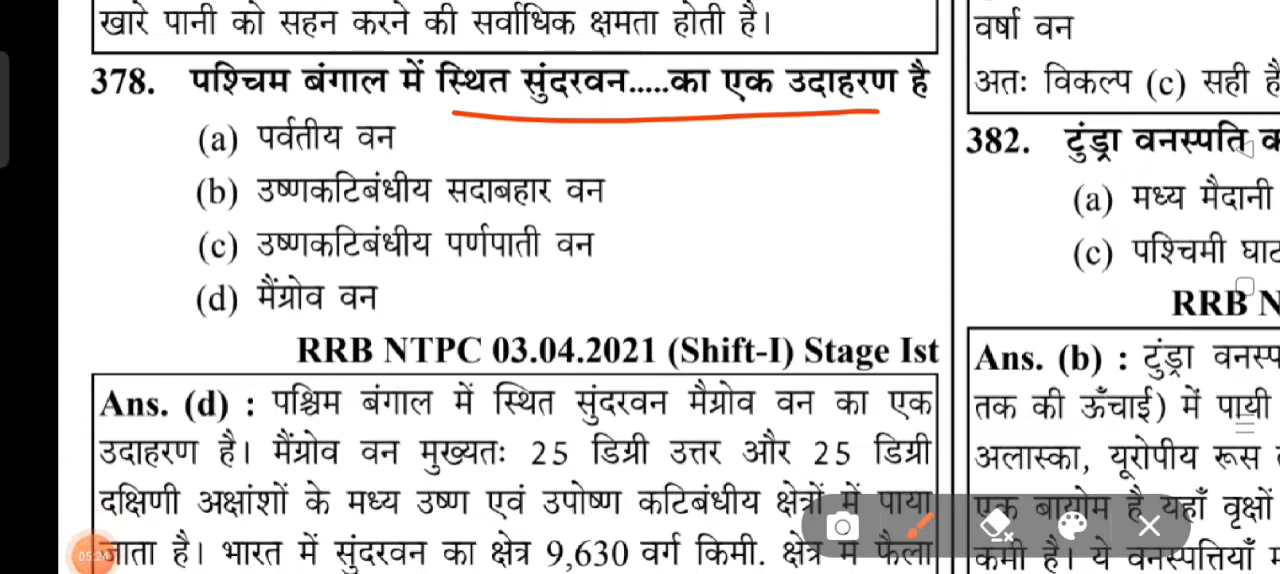 खारे पानी को सहन करने की सर्वाधिक क्षमता होती है।
378. पश्चिम बंगाल में स्थित सुंदरवन.....का एक उदाहरण है
(a) पर्वतीय वन
(b) उष्णकटिबंधीय सदाबहार वन
(c) उष्णकटिबंधीय पर्णपाती वन
(d) मैंग्रोव वन
RRB NTPC 03.04.2021 (Shift-I) Stage Ist
Ans. (d) : पश्चिम बंगाल में स्थित सुंदरवन मैग्रोव वन का एक
उदाहरण है। मैंग्रोव वन मुख्यतः 25 डिग्री उत्तर और 25 डिग्री
दक्षिणी अक्षांशों के मध्य उष्ण एवं उपोष्ण कटिबंधीय क्षेत्रों में पाया
जाता है। भारत में सुंदरवन का क्षेत्र 9,630 वर्ग किमी. क्षेत्र में फैला
वर्षा वन
अतः विकल्प (c) सही है
382. टुंड्रा वनस्पति
(a) मध्य मैदानी
(c) पश्चिमी घाट
RRB N
Ans. (b) : टुंड्रा
तक की ऊँचाई) में पायी
अलास्का, यूरोपीय रूस
एक बायोम है यहाँ वृक्षों
कमी है। ये वनस्पतियाँ
05:24